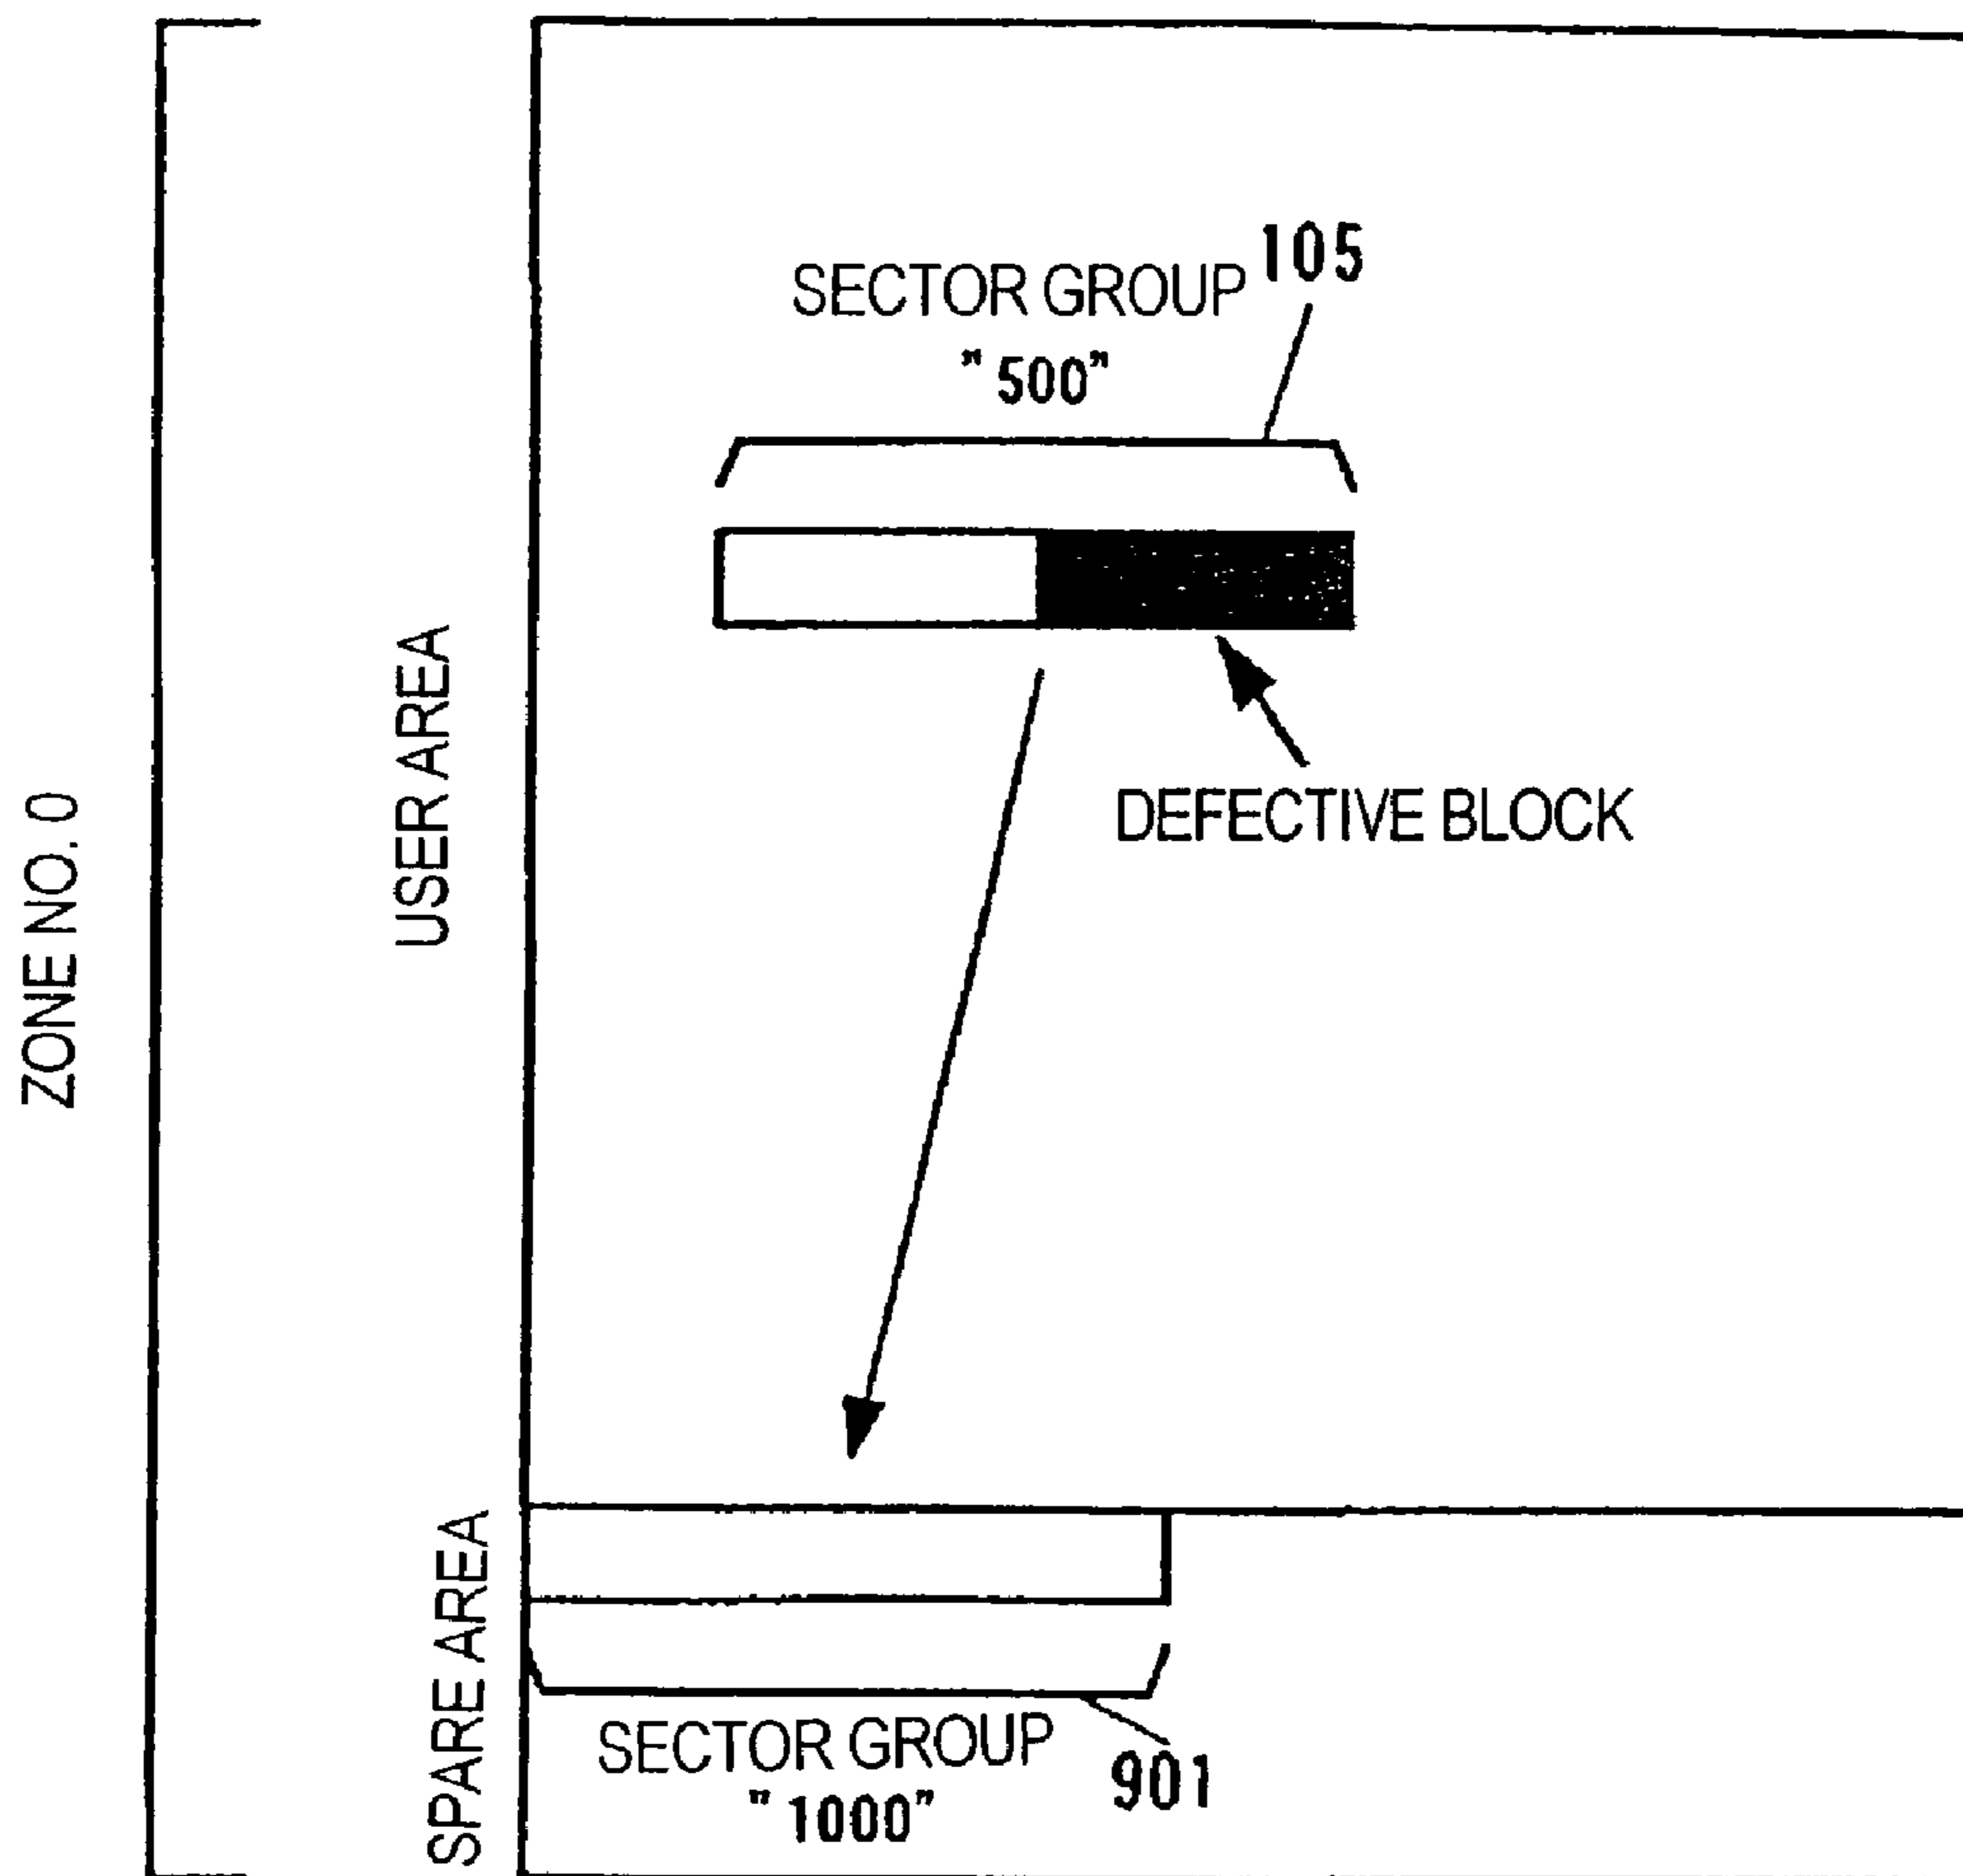 ZONE NO. 0
USER AREA
SECTOR GROUP 105
"500"
DEFECTIVE BLOCK
SPARE AREA
SECTOR GROUP
"1000"
901